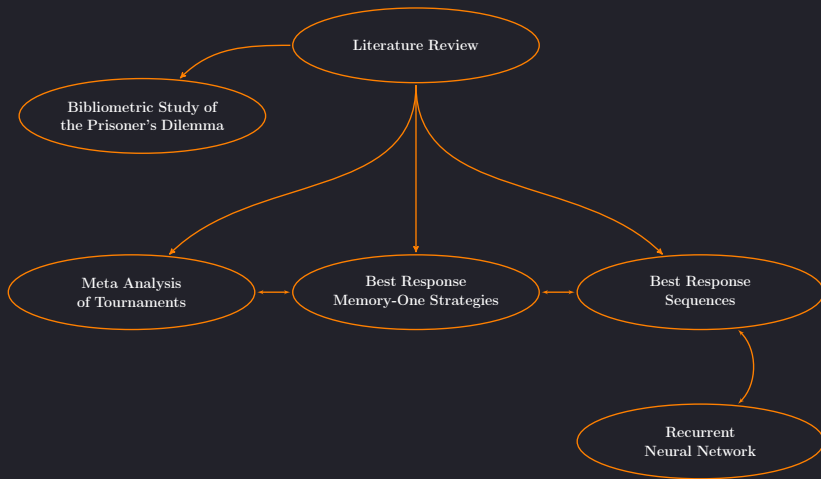 Literature Review
Bibliometric Study of
the Prisoner's Dilemma
Meta Analysis
of Tournaments
Best Response
Memory-One Strategies
Best Response
Sequences
Recurrent
Neural Network